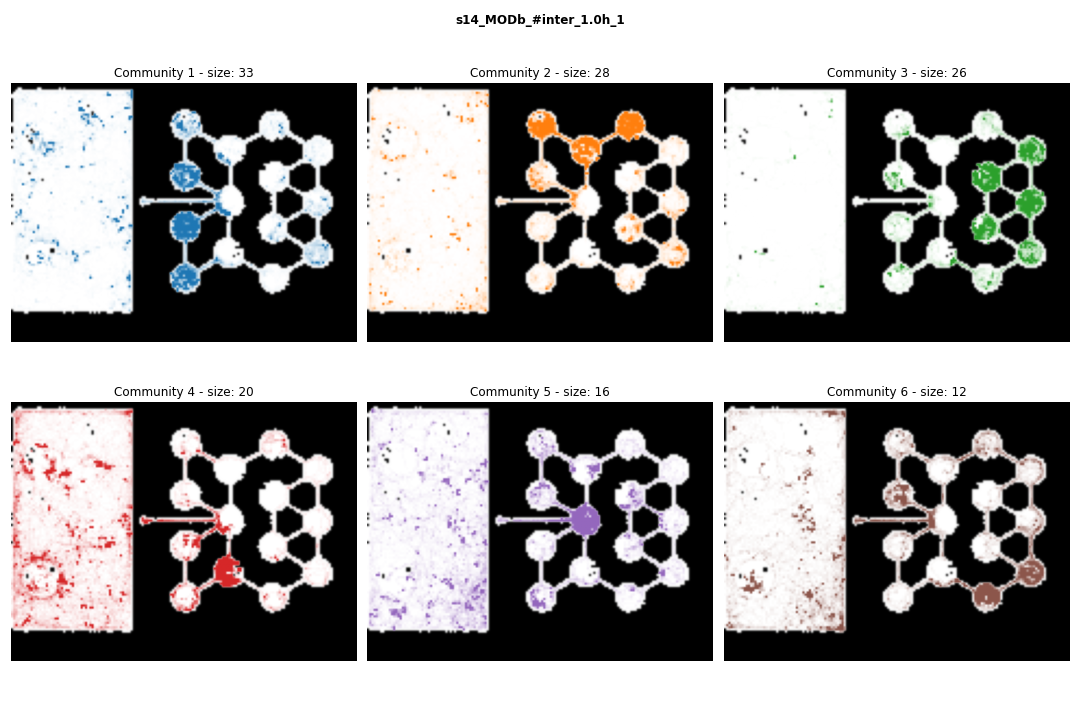 s14_MODb_#inter_1.0h_1
Community 1 - size: 33
Community 2 - size: 28
Community 3 - size: 26
Community 4 - size: 20
Community 5 - size: 16
Community 6 - size: 12